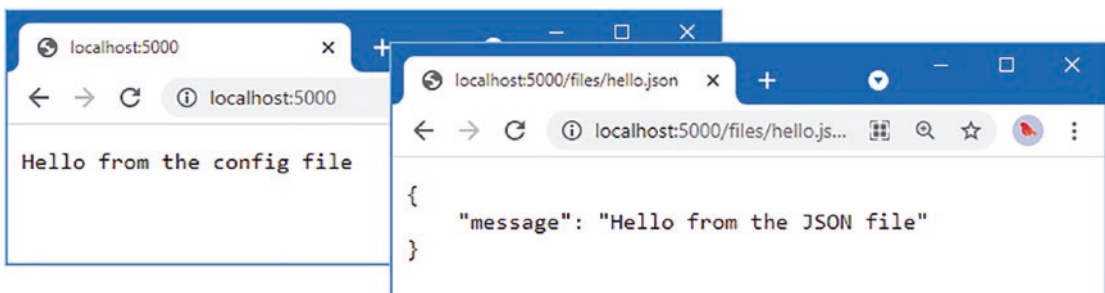 localhost:5000
localhost:5000
Hello from the config file
localhost:5000/files/hello.json
localhost:5000/files/hello.js...
{
"message": "Hello from the JSON file"
}